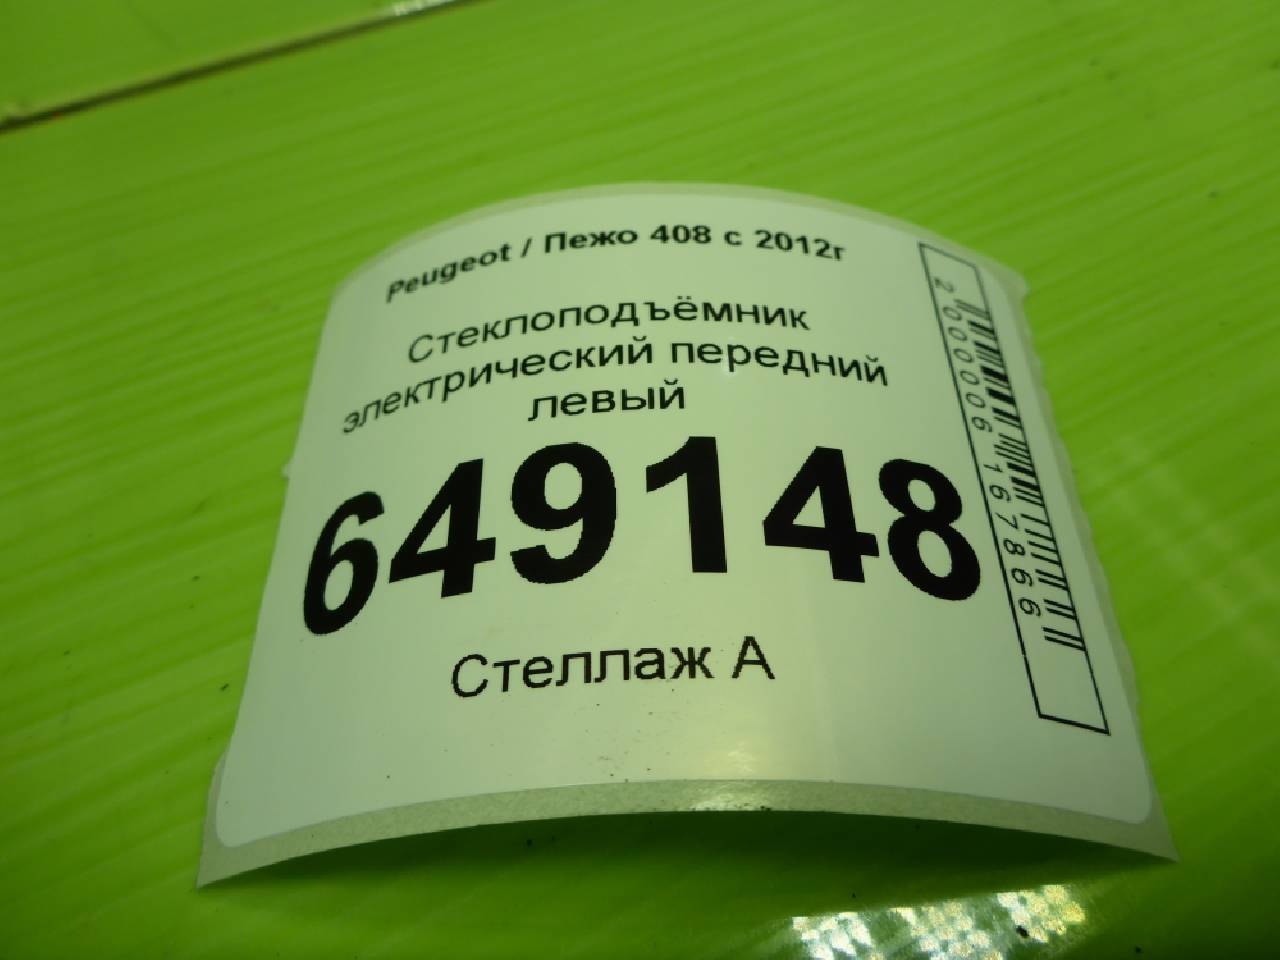 Peugeot / Пежо 408 с 2012г
Стеклоподъёмник
электрический передний
левый
649148
Стеллаж А
2000006167866